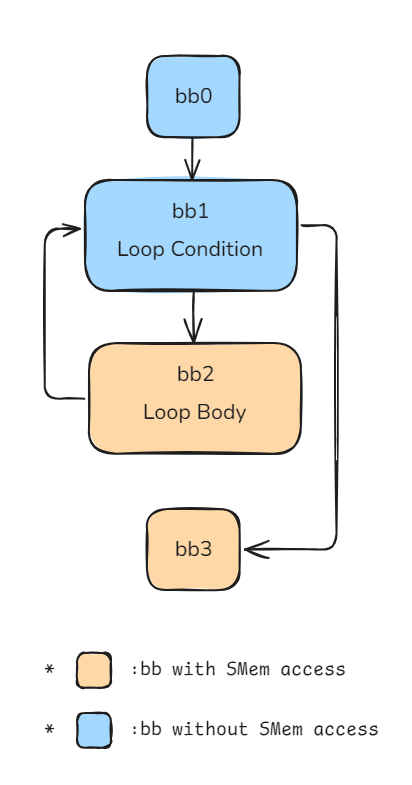 bb0
bb1
Loop Condition
bb2
Loop Body
bb3
* :bb with SMem access
* :bb without SMem access